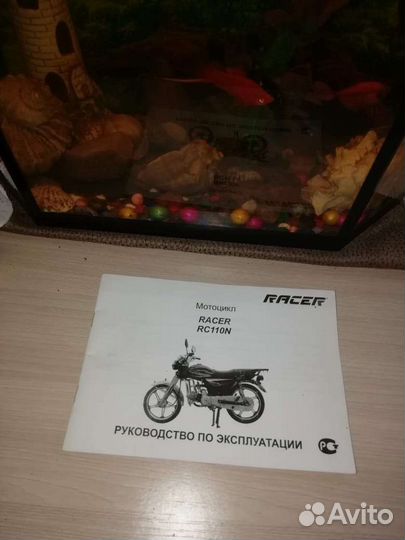 RACER
Мотоцикл
RACER
RC110N
РУКОВОДСТВО ПО ЭКСПЛУАТАЦИИ
Avito